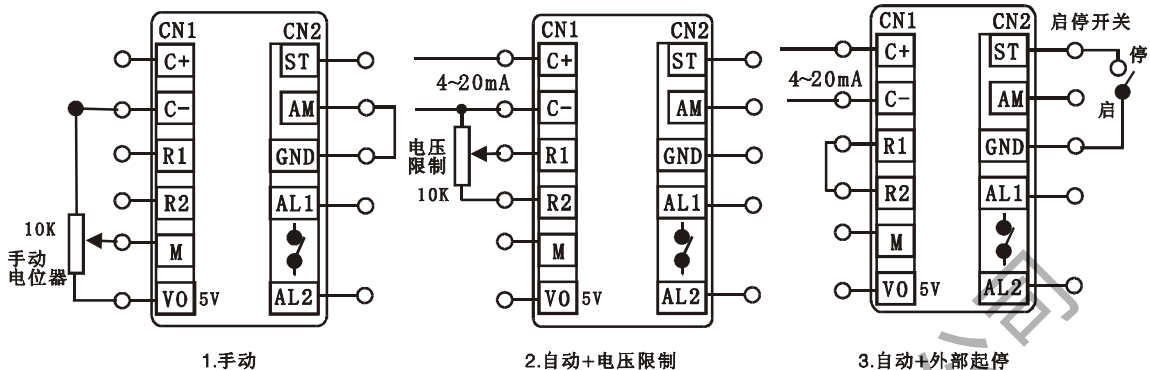 CN1 CN2
C+ ST
C- AM
R1 GND
R2 AL1
10K
手动
电位器
M
VO 5V AL2
1.手动
CN1 CN2
C+ ST
4~20mA
C- AM
电压
限制
R1 GND
10K
R2 AL1
M
VO 5V AL2
2.自动+电压限制
CN1 CN2 启停开关
C+ ST 停
4~20mA
C- AM 启
R1 GND
R2 AL1
M
VO 5V AL2
3.自动+外部起停
公司